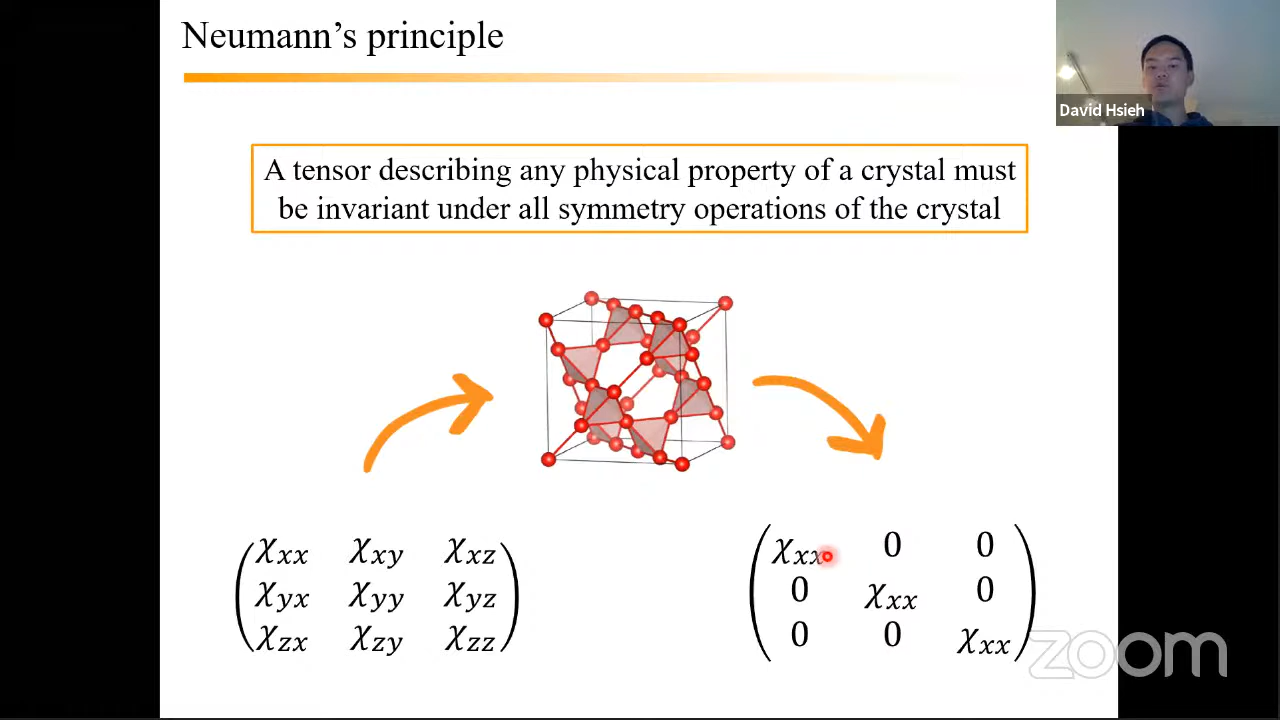 Neumann’s principle
David Hsieh
A tensor describing any physical property of a crystal must
be invariant under all symmetry operations of the crystal
χxx χxy χxz
χyx χyy χyz
χzx χzy χzz
χxx 0 0
0 χxx 0
0 0 χxx
zoom